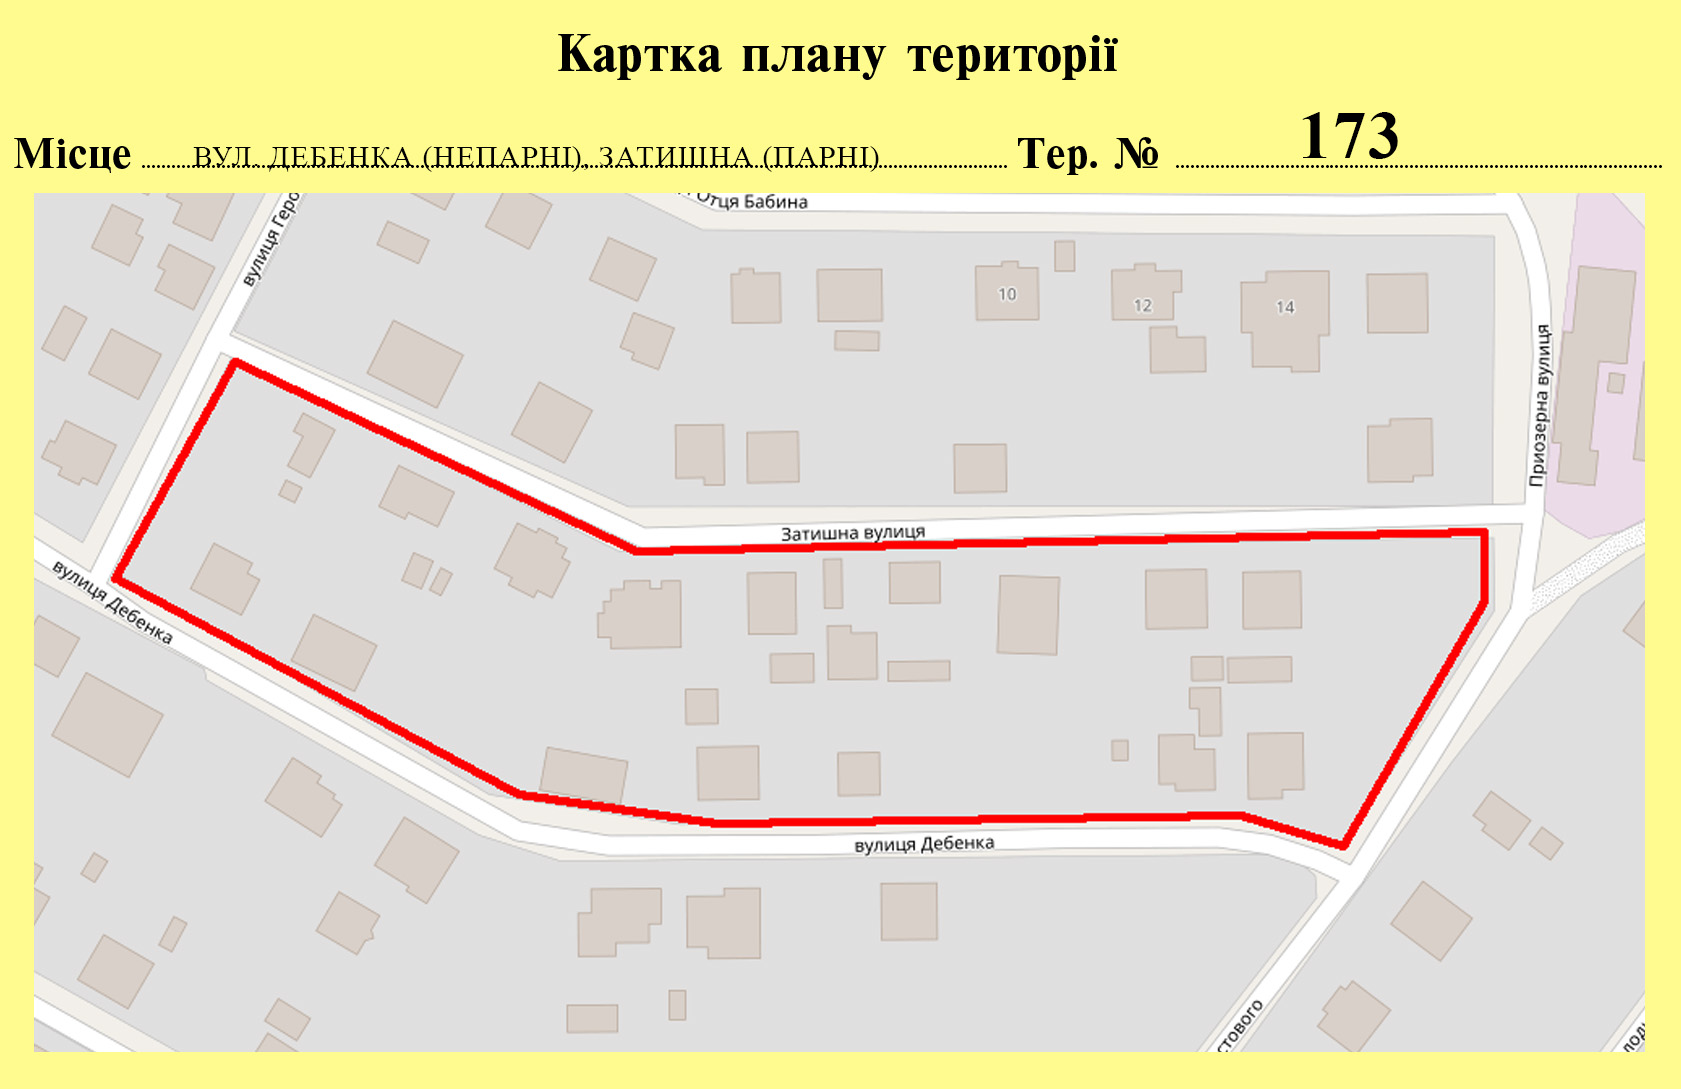 Картка плану території
Місце ВУЛ. ДЕБЕНКА (НЕПАРНІ), ЗАТИШНА (ПАРНІ) Тер. № 173
Отця Бабина
вулиця Геро
10
12
14
Приозерна вулиця
Затишна вулиця
вулиця Дебенка
вулиця Дебенка
стового